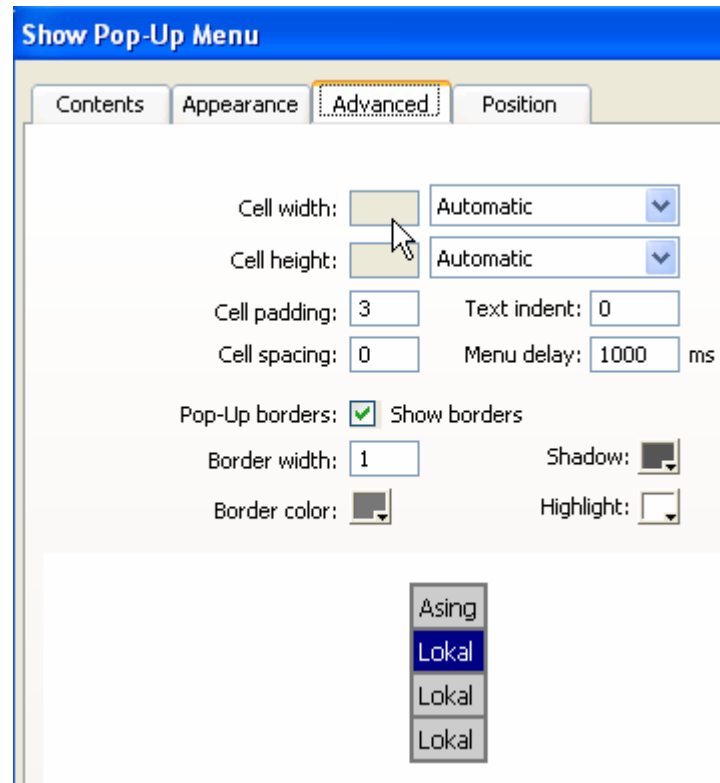 Show Pop-Up Menu
Contents Appearance Advanced Position
Cell width: Automatic
Cell height: Automatic
Cell padding: 3 Text indent: 0
Cell spacing: 0 Menu delay: 1000 ms
Pop-Up borders: Show borders
Border width: 1 Shadow:
Border color: Highlight:
Asing
Lokal
Lokal
Lokal